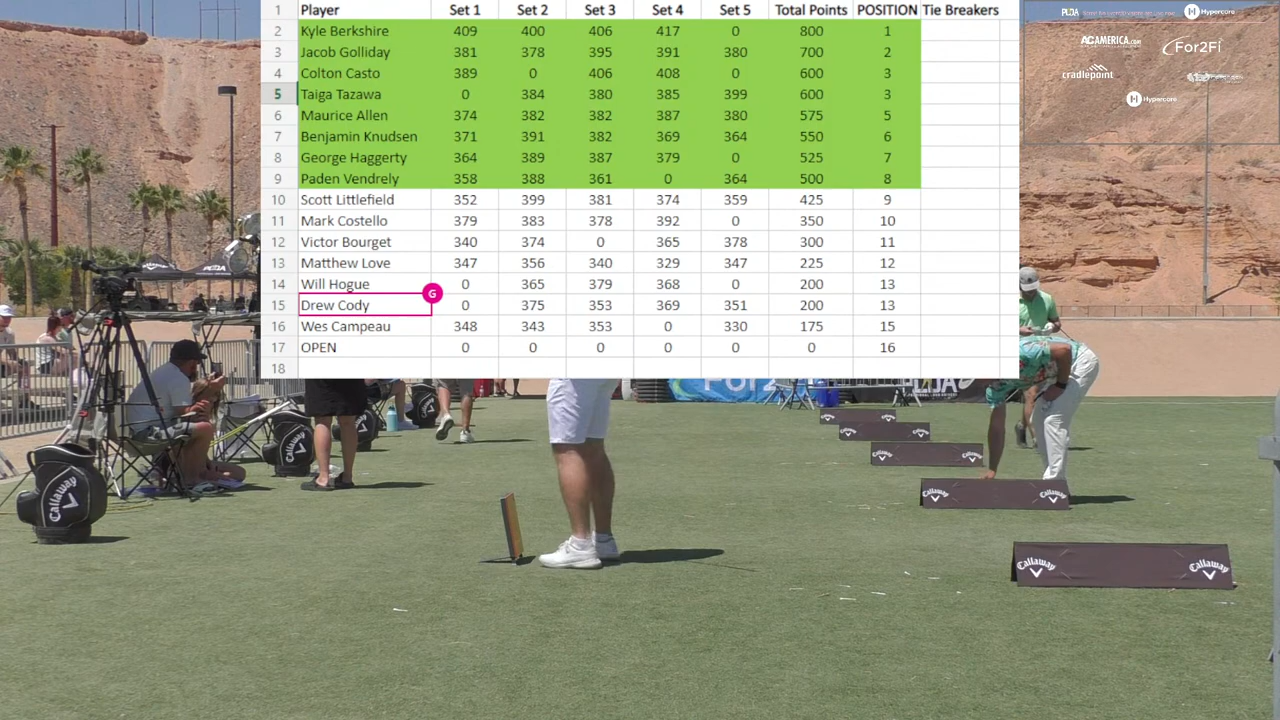 1 Player Set 1 Set 2 Set 3 Set 4 Set 5 Total Points POSITION Tie Breakers
2 Kyle Berkshire 409 400 406 417 0 800 1
3 Jacob Golliday 381 378 395 391 380 700 2
4 Colton Casto 389 0 406 408 0 600 3
5 Taiga Tazawa 0 384 380 385 399 600 3
6 Maurice Allen 374 382 382 387 380 575 5
7 Benjamin Knudsen 371 391 382 369 364 550 6
8 George Haggerty 364 389 387 379 0 525 7
9 Paden Vendrely 358 388 361 0 364 500 8
10 Scott Littlefield 352 399 381 374 359 425 9
11 Mark Costello 379 383 378 392 0 350 10
12 Victor Bourget 340 374 0 365 378 300 11
13 Matthew Love 347 356 340 329 347 225 12
14 Will Hogue 0 365 379 368 0 200 13
G
15 Drew Cody 0 375 353 369 351 200 13
16 Wes Campeau 348 343 353 0 330 175 15
17 OPEN 0 0 0 0 0 0 16
18
PLDA
H Hypercore
ACAMERICA.COM
For2Fi
cradlepoint
H Hypercore
PLDA
For2
PLDA
Callaway
Callaway
Callaway
Callaway
Callaway
Callaway
Callaway